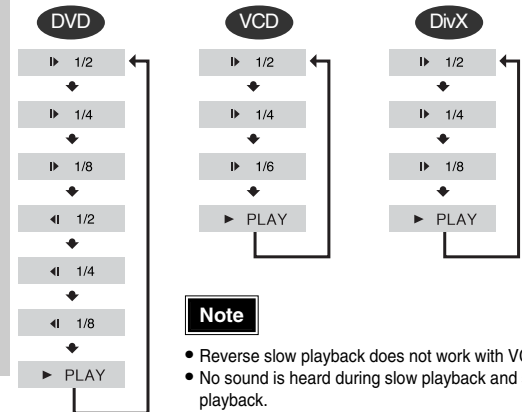 DVD
I▶ 1/2
I▶ 1/4
I▶ 1/8
◀I 1/2
◀I 1/4
◀I 1/8
► PLAY
VCD
I▶ 1/2
I▶ 1/4
I▶ 1/6
► PLAY
DivX
I▶ 1/2
I▶ 1/4
I▶ 1/8
► PLAY
Note
• Reverse slow playback does not work with
• No sound is heard during slow playback and
playback.